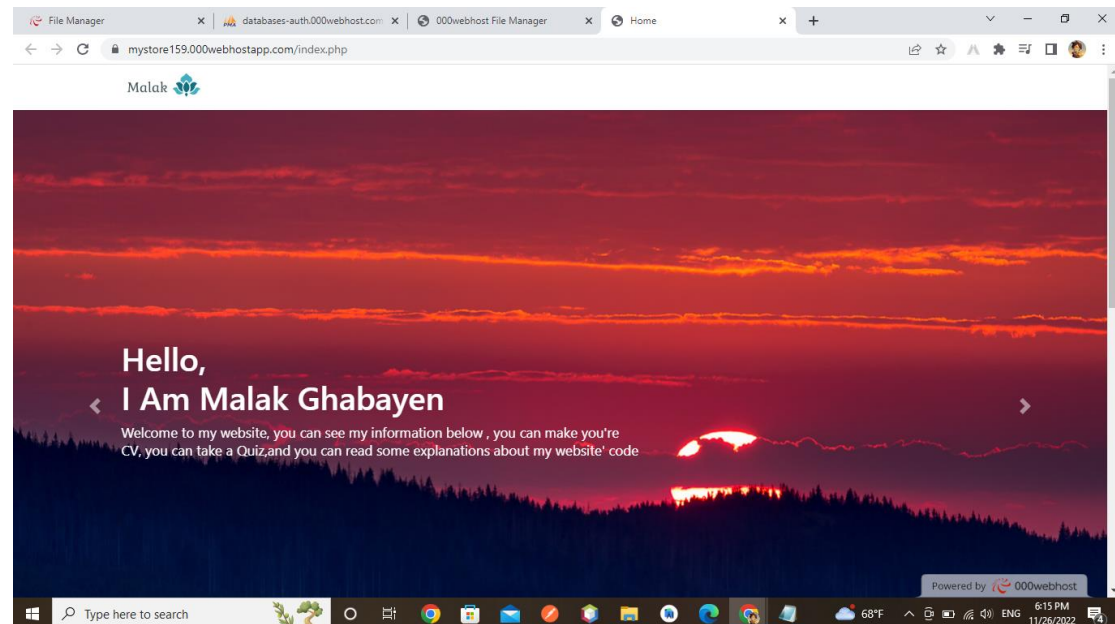 File Manager
databases-auth.000webhost.com
000webhost File Manager
Home
mystore159.000webhostapp.com/index.php
Malak
Hello,
I Am Malak Ghabayen
Welcome to my website, you can see my information below , you can make you're
CV, you can take a Quiz,and you can read some explanations about my website' code
Powered by 000webhost
Type here to search
68°F
ENG
6:15 PM
11/26/2022